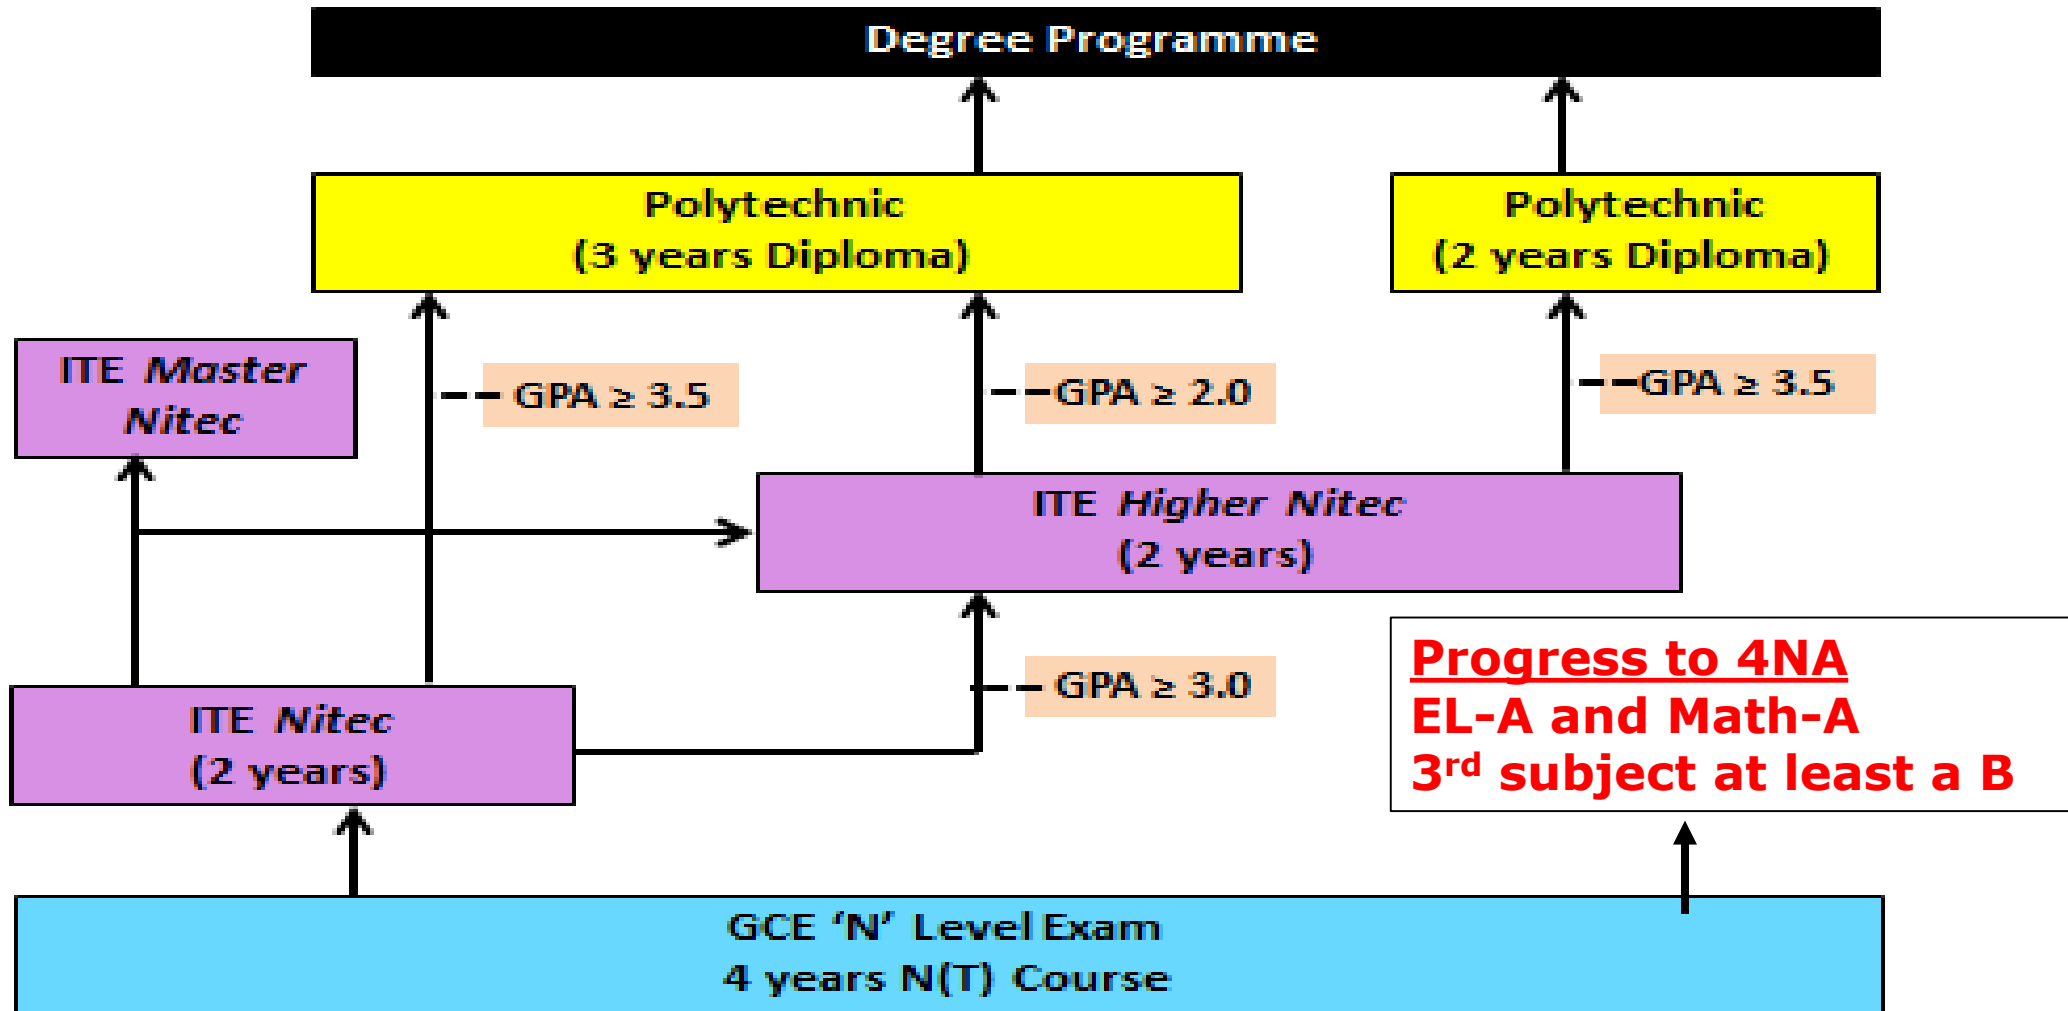 Degree Programme
Polytechnic
(3 years Diploma)
Polytechnic
(2 years Diploma)
ITE Master
Nitec
GPA ≥ 3.5
GPA ≥ 2.0
GPA ≥ 3.5
ITE Higher Nitec
(2 years)
GPA ≥ 3.0
Progress to 4NA
EL-A and Math-A
3rd subject at least a B
ITE Nitec
(2 years)
GCE ‘N’ Level Exam
4 years N(T) Course